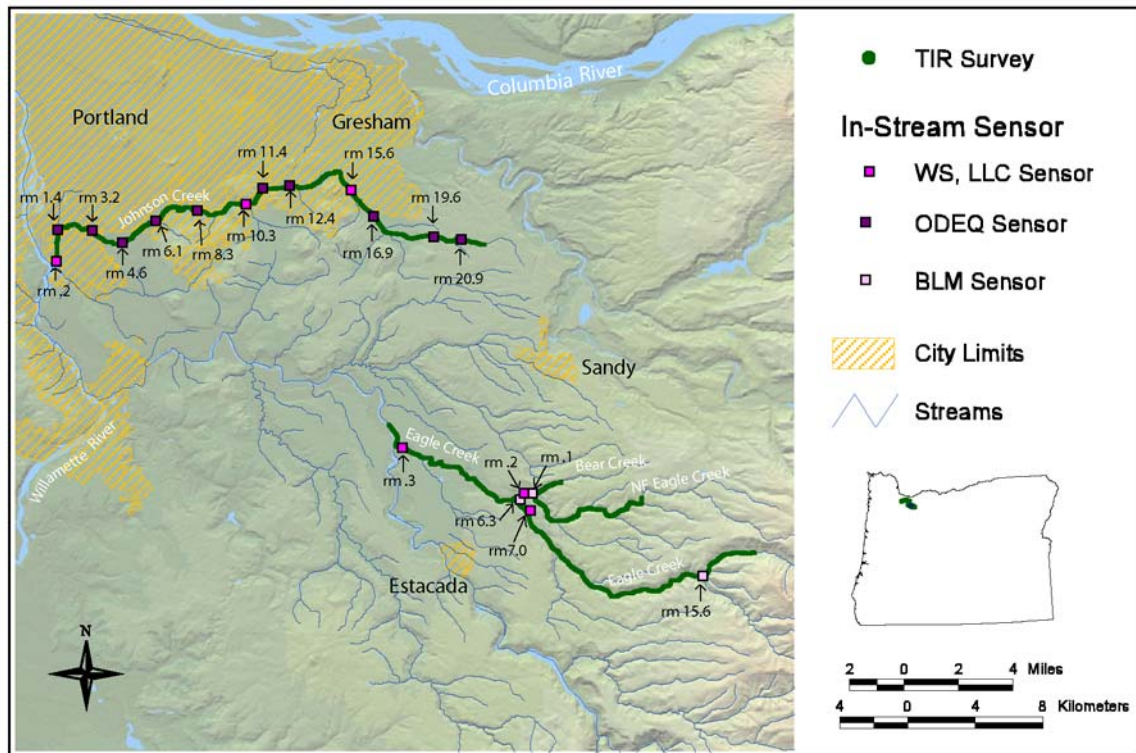 Columbia River
Portland
Gresham
rm 11.4
rm 15.6
rm 1.4
rm 3.2
Johnson Creek
rm 12.4
rm 19.6
rm 10.3
rm 6.1
rm 8.3
rm 16.9
rm 4.6
rm 20.9
rm .2
Sandy
Willamette River
Eagle Creek
rm .3
rm .2
rm .1
Bear Creek
NF Eagle Creek
rm 6.3
rm7.0
Estacada
Eagle Creek
rm 15.6
N
TIR Survey
In-Stream Sensor
WS, LLC Sensor
ODEQ Sensor
BLM Sensor
City Limits
Streams
2 0 2 4 Miles
4 0 4 8 Kilometers